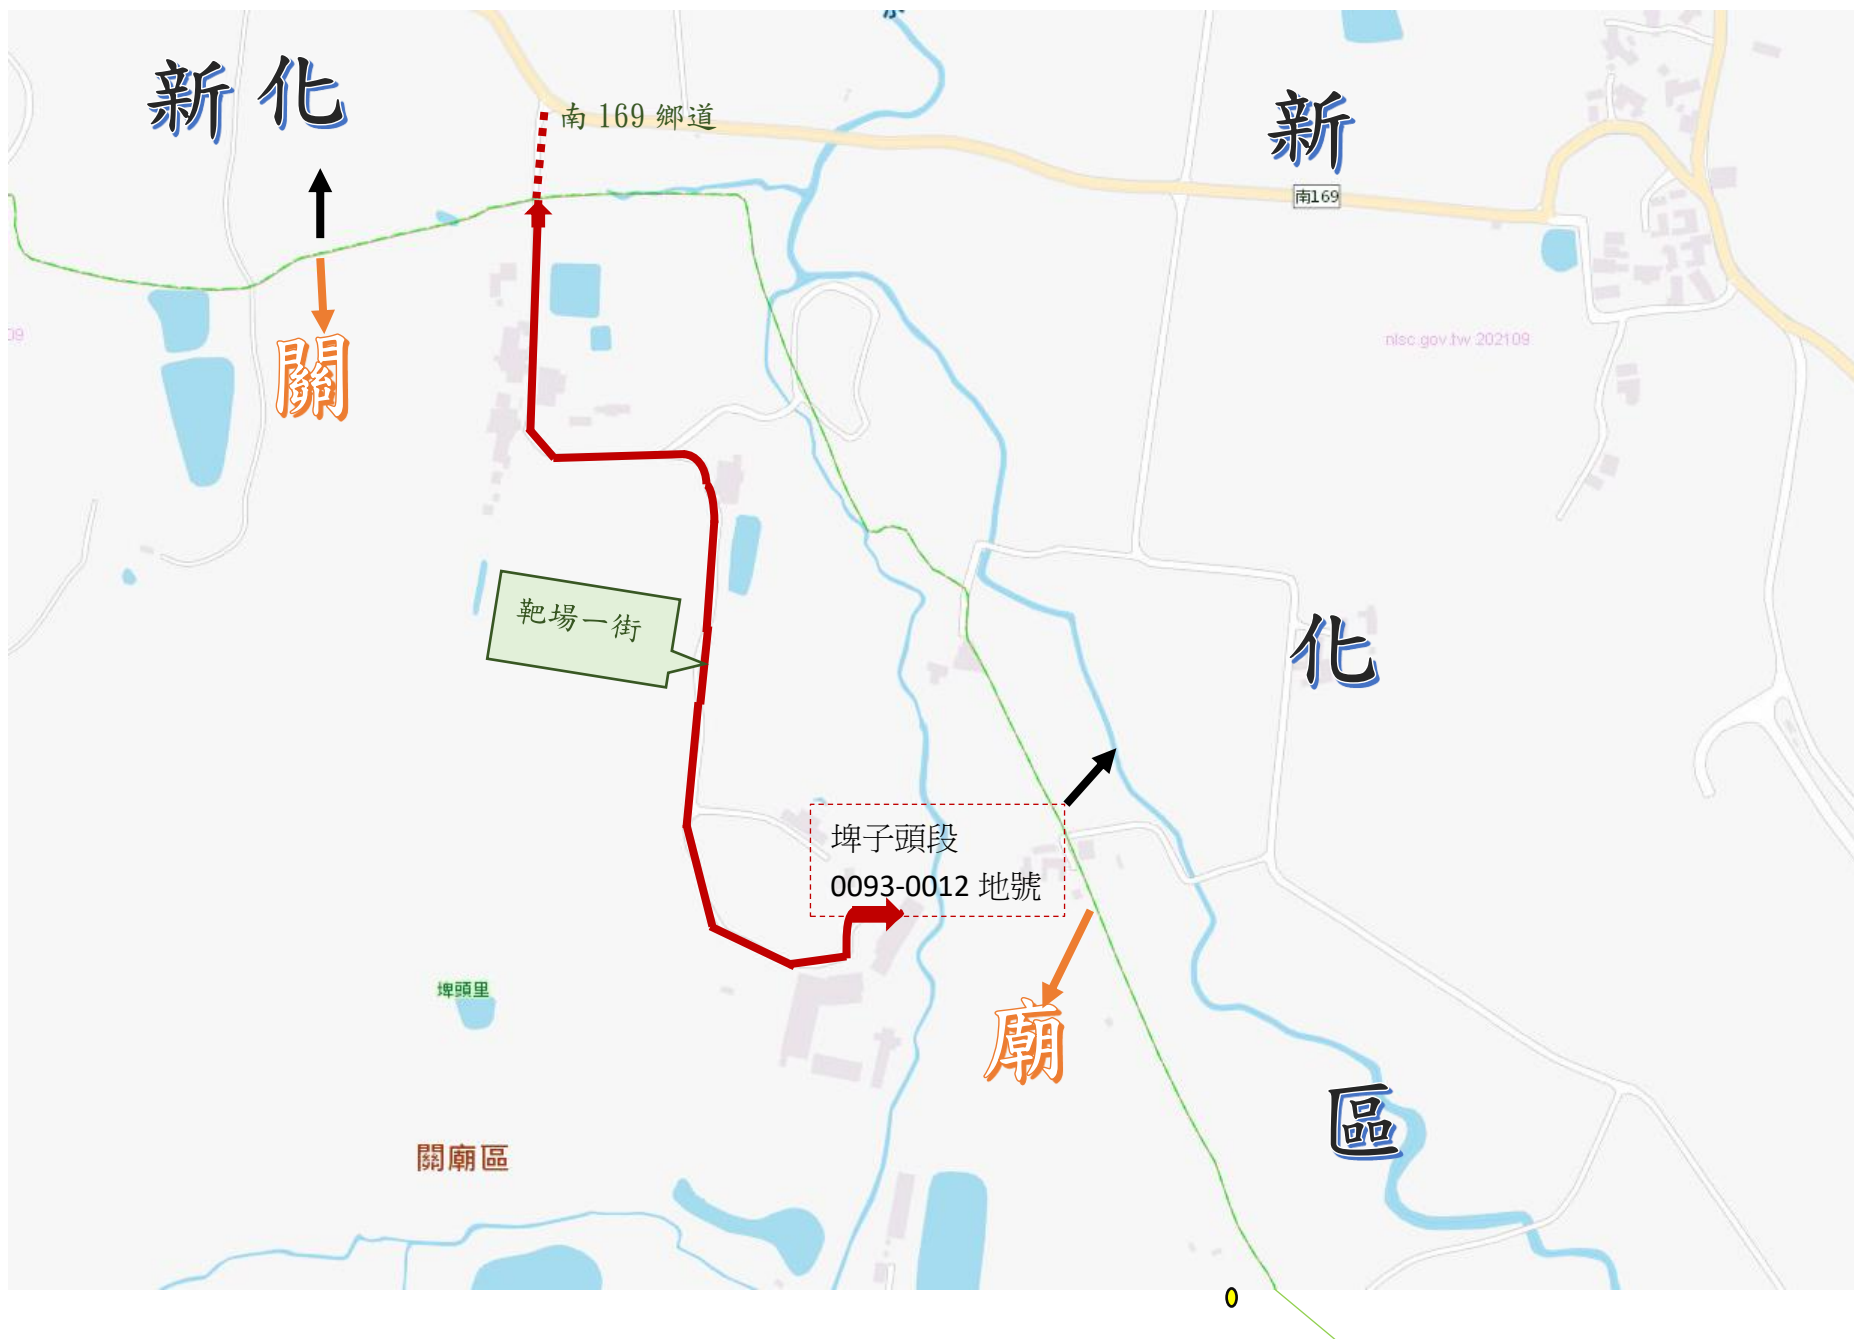 新化
南 169 鄉道
新
南169
關
nlsc.gov.tw 202109
09
靶場一街
化
埤子頭段
0093-0012 地號
埤頭里
廟
區
關廟區